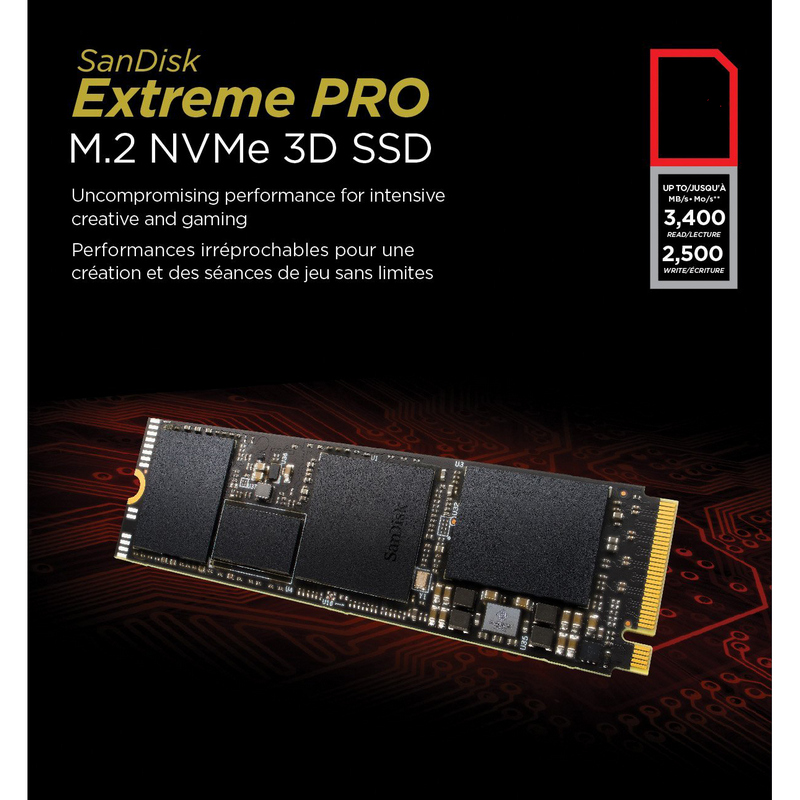 SanDisk
Extreme PRO
M.2 NVMe 3D SSD
Uncompromising performance for intensive
creative and gaming
Performances irréprochables pour une
création et des séances de jeu sans limites
UP TO/JUSQU'À
MB/s•Mo/s**
3,400
READ/LECTURE
2,500
WRITE/ÉCRITURE
SanDisk
U3
U35